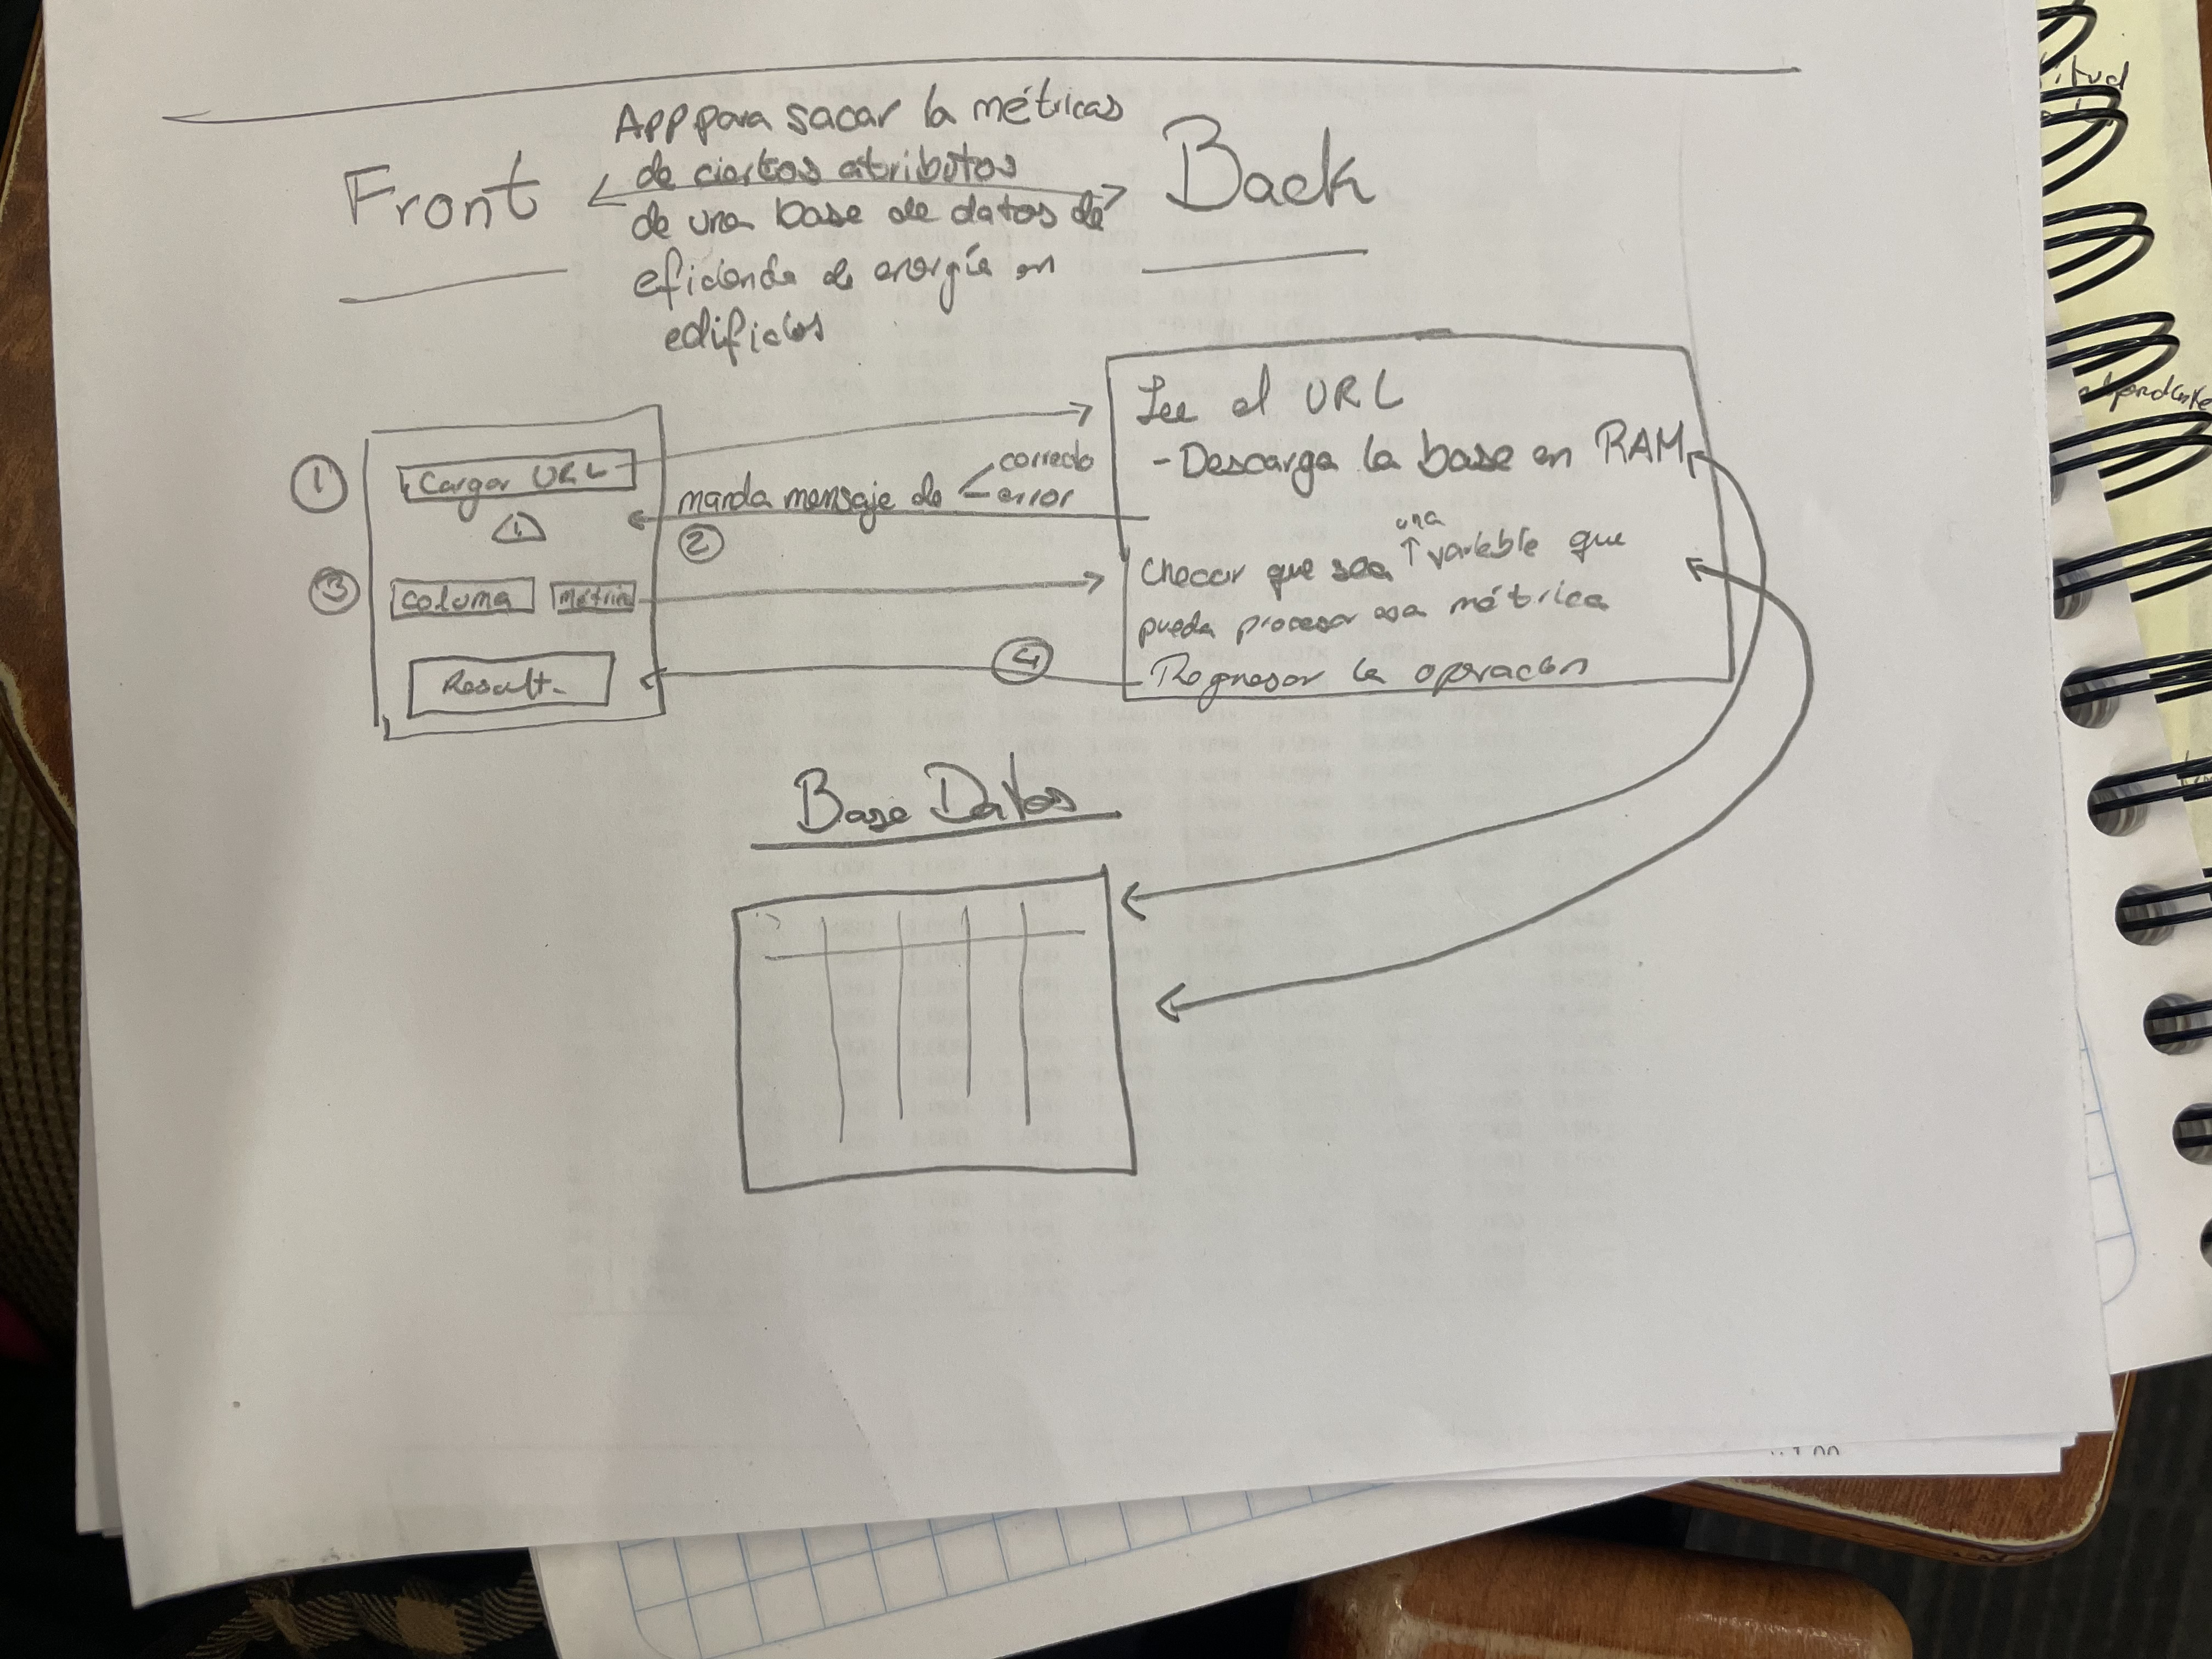 App para sacar la métricas
de ciertos atributos
de una base de datos de
eficiencia de energía en
edificios
Front
Back
Lee el URL
- Descarga la base en RAM
1
Cargar URL
manda mensaje de correcto
error
2
una
Checar que sea ↑ variable que
pueda procesar esa métrica
3
Columa
Métrica
4
Regresar la operación
Result.
Base Datos